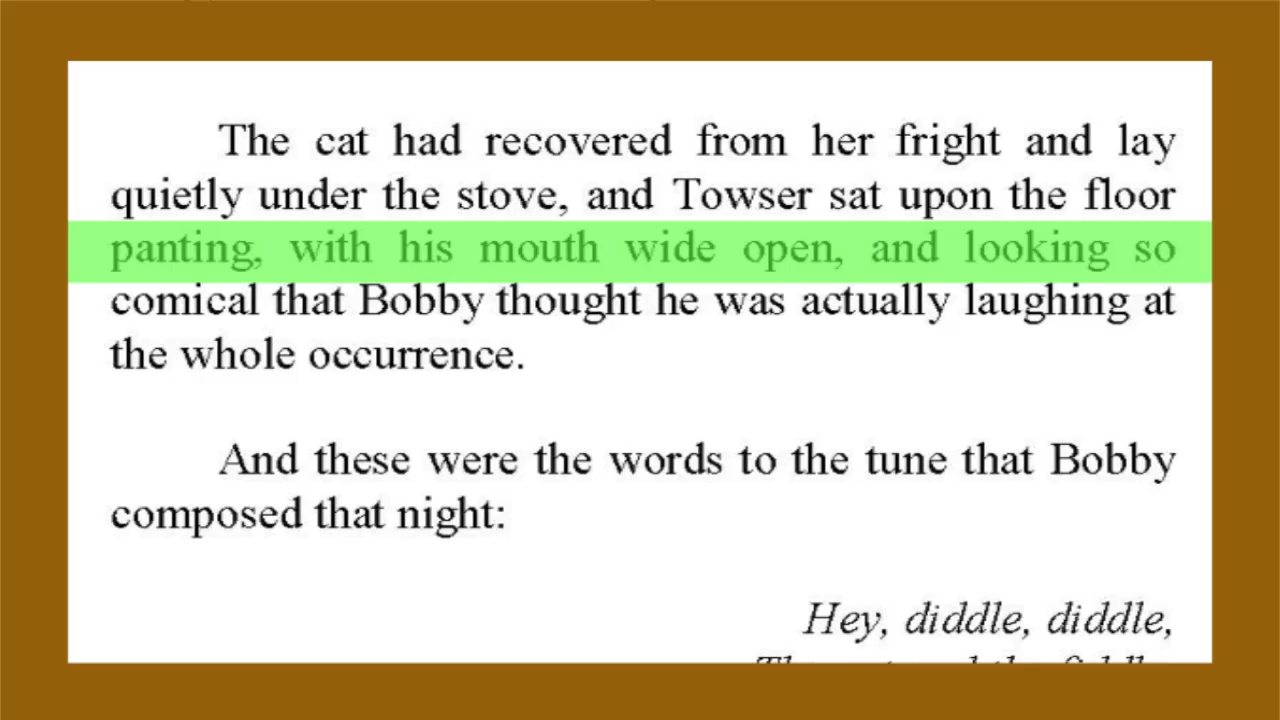 The cat had recovered from her fright and lay
quietly under the stove, and Towser sat upon the floor
panting, with his mouth wide open, and looking so
comical that Bobby thought he was actually laughing at
the whole occurrence.
And these were the words to the tune that Bobby
composed that night:
Hey, diddle, diddle,